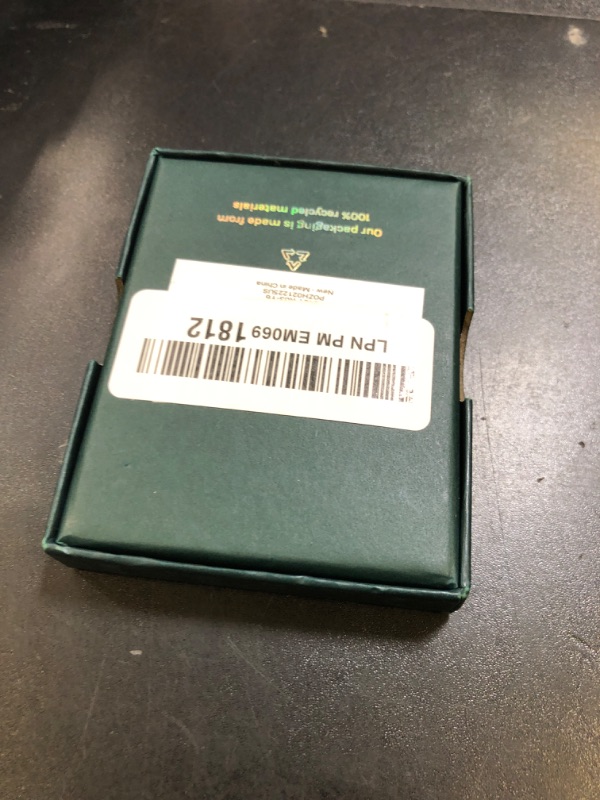 LPN PM EM069 1812
New - Made in China
Our packaging is made from
100% recycled materials